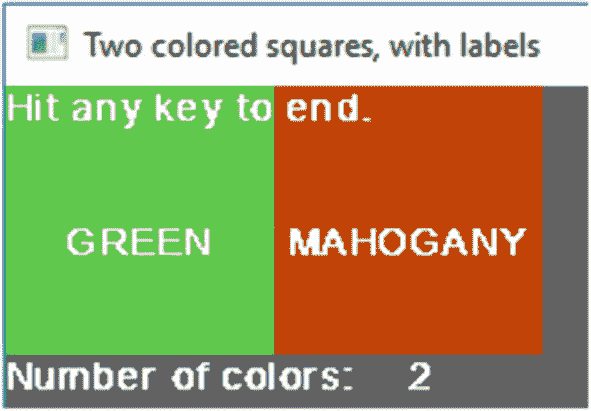 Two colored squares, with labels
Hit any key to end.
GREEN MAHOGANY
Number of colors: 2